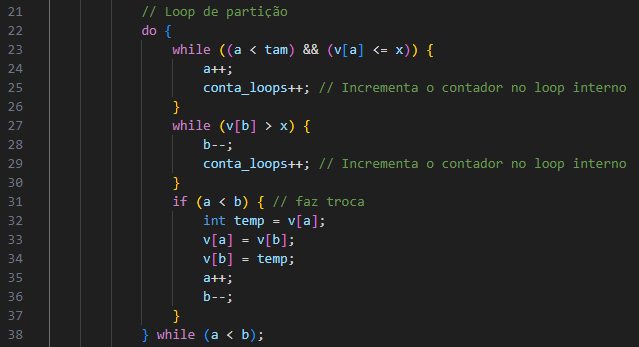 21 // Loop de partição
22 do {
23 while ((a < tam) && (v[a] <= x)) {
24 a++;
25 conta_loops++; // Incrementa o contador no loop interno
26 }
27 while (v[b] > x) {
28 b--;
29 conta_loops++; // Incrementa o contador no loop interno
30 }
31 if (a < b) { // faz troca
32 int temp = v[a];
33 v[a] = v[b];
34 v[b] = temp;
35 a++;
36 b--;
37 }
38 } while (a < b);